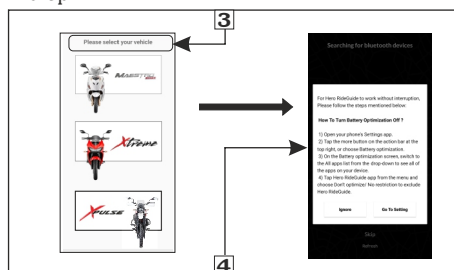 3
Please select your vehicle
MAESTRO
Xtreme
XPULSE
Searching for bluetooth devices
For Hero RideGuide to work without interruption,
Please follow the steps mentioned below:
How To Turn Battery Optimization Off ?
1) Open your phone's Settings app.
2) Tap the more button on the action bar at the
top right, or choose Battery optimization.
3) On the Battery optimization screen, switch to
the All apps list from the drop-down to see all of
the apps on your device.
4) Tap Hero RideGuide app from the menu and
choose Don't optimize/ No restriction to exclude
Hero RideGuide.
Ignore
Go To Setting
Skip
Refresh
4